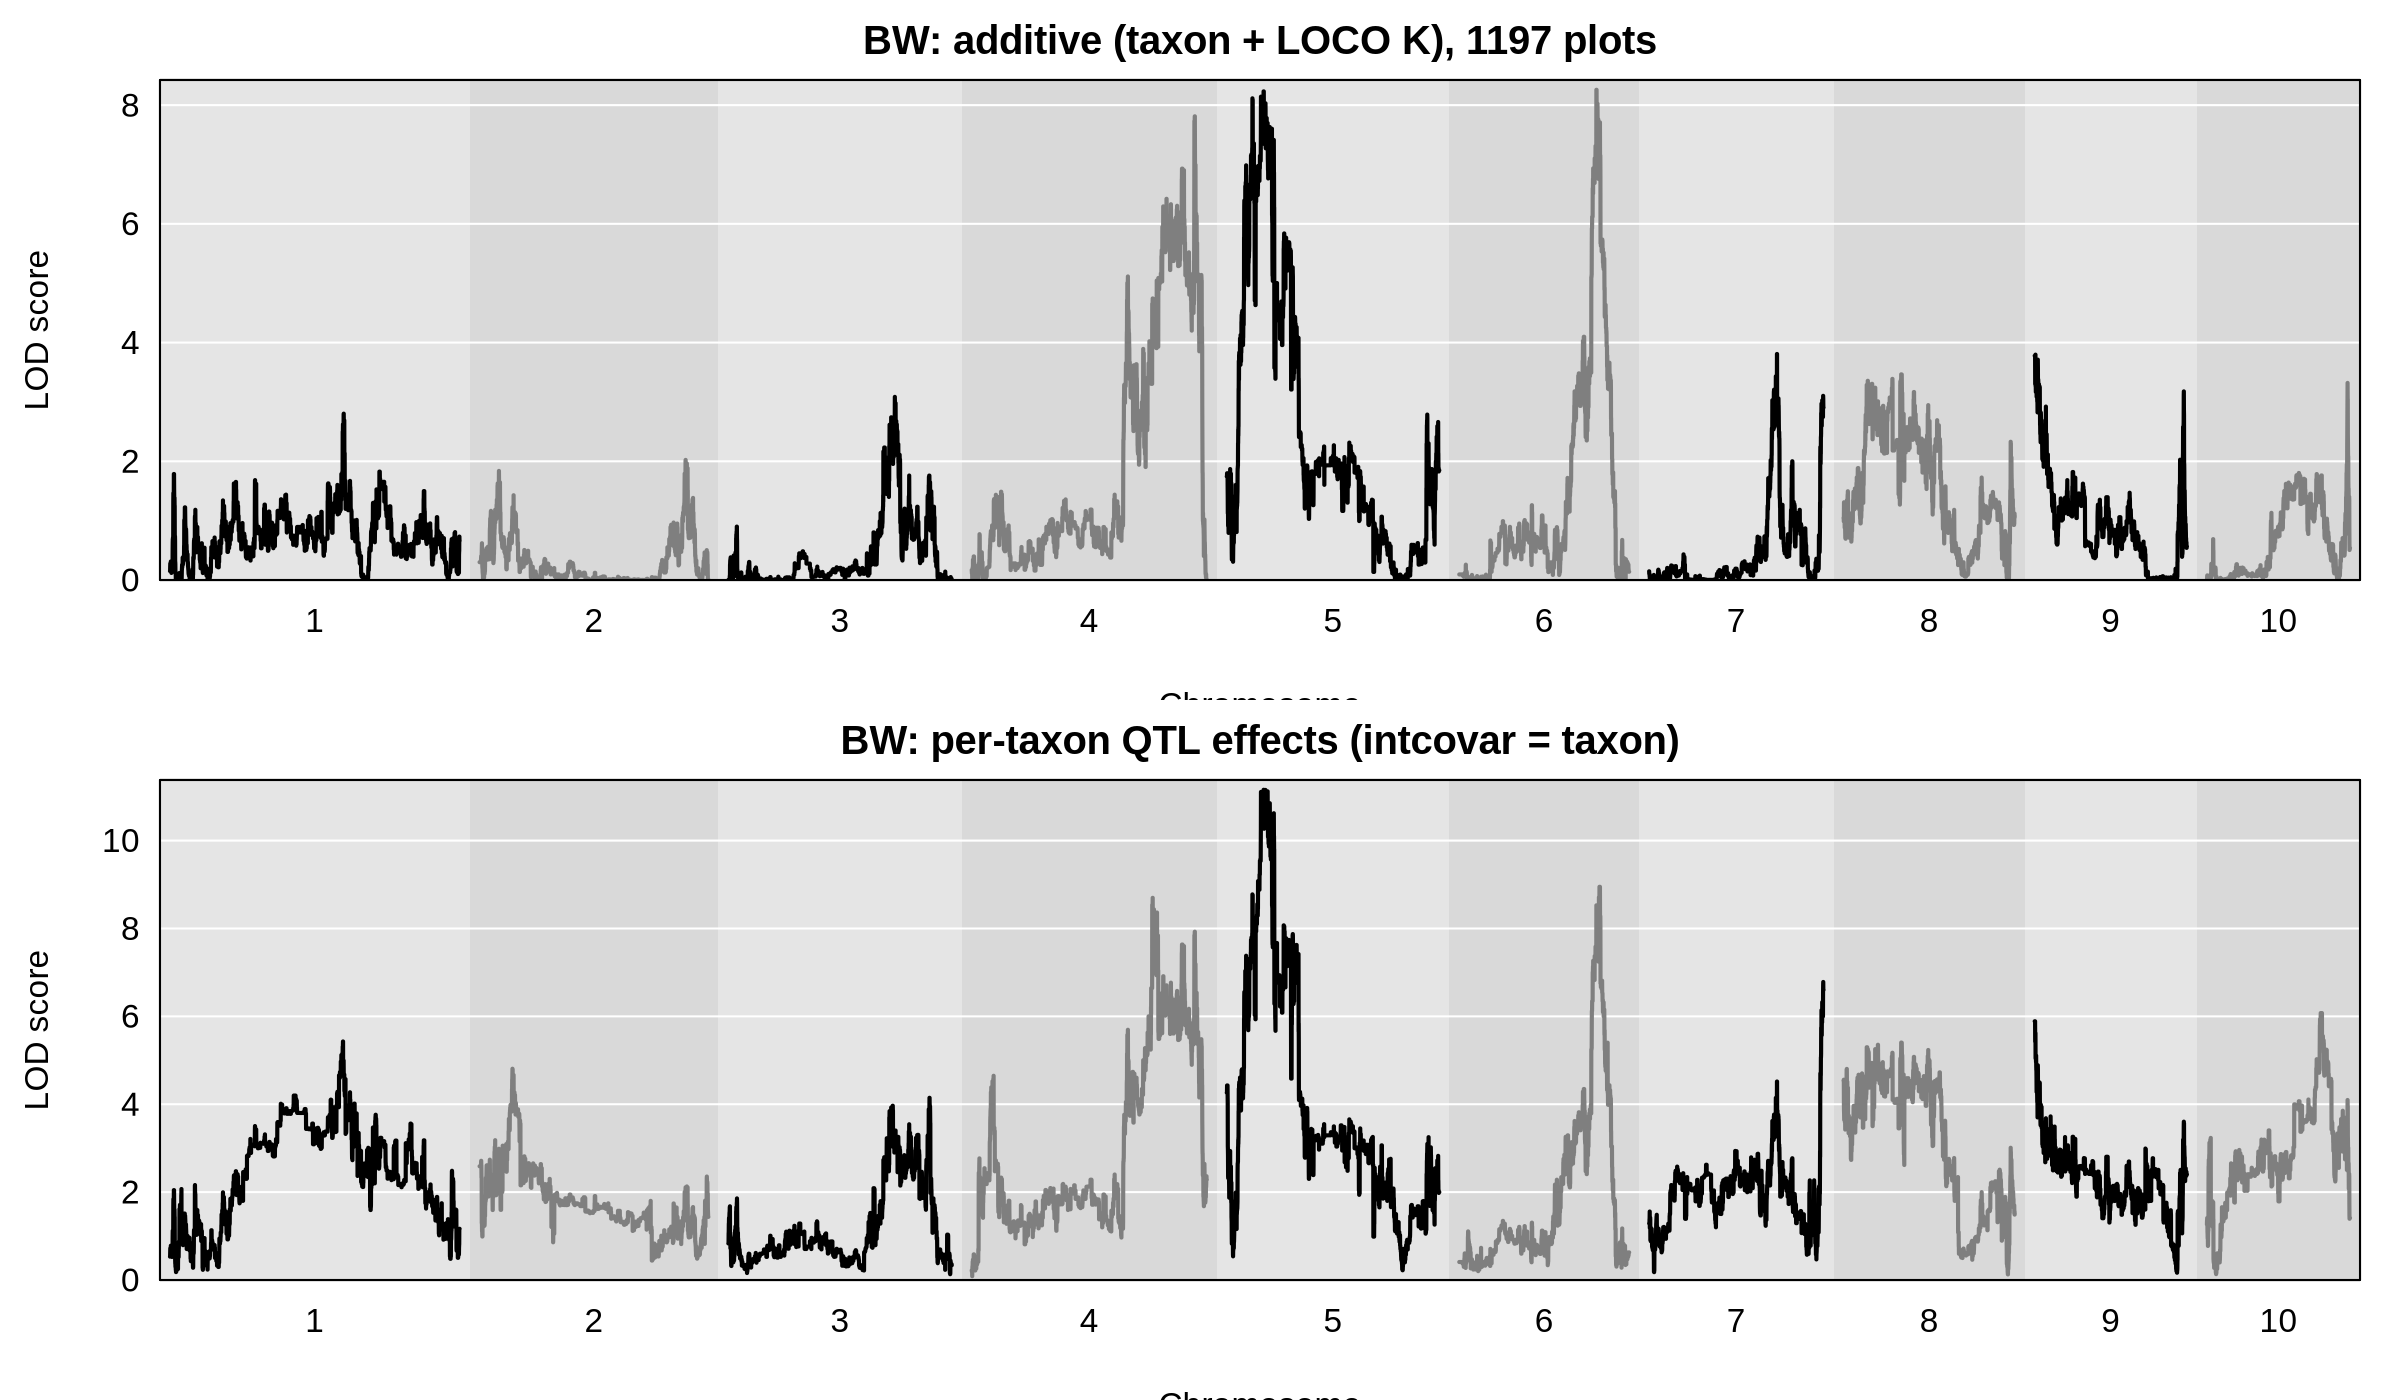 BW: additive (taxon + LOCO K), 1197 plots
LOD score
8
6
4
2
0
1 2 3 4 5 6 7 8 9 10
Chromosome
BW: per-taxon QTL effects (intcovar = taxon)
LOD score
10
8
6
4
2
0
1 2 3 4 5 6 7 8 9 10
Chromosome